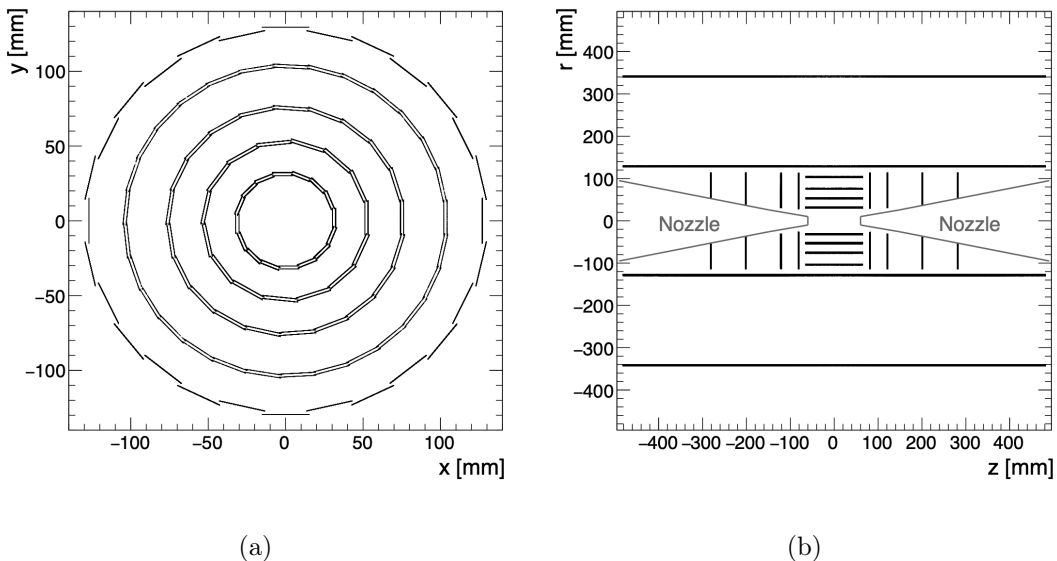 y [mm]
100
50
0
−50
−100
−100 −50 0 50 100
x [mm]
(a)
r [mm]
400
300
200
100
0
−100
−200
−300
−400
Nozzle Nozzle
−400 −300 −200 −100 0 100 200 300 400
z [mm]
(b)